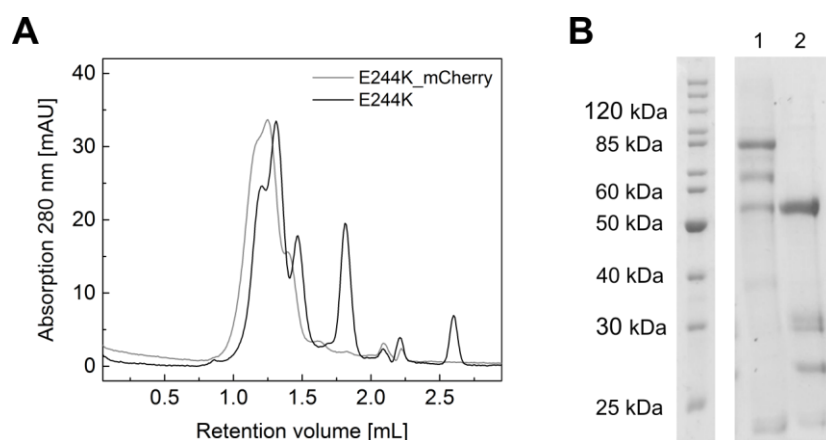 A
E244K_mCherry
E244K
Absorption 280 nm [mAU]
40
30
20
10
0
0.5 1.0 1.5 2.0 2.5
Retention volume [mL]
B
1 2
120 kDa
85 kDa
60 kDa
50 kDa
40 kDa
30 kDa
25 kDa